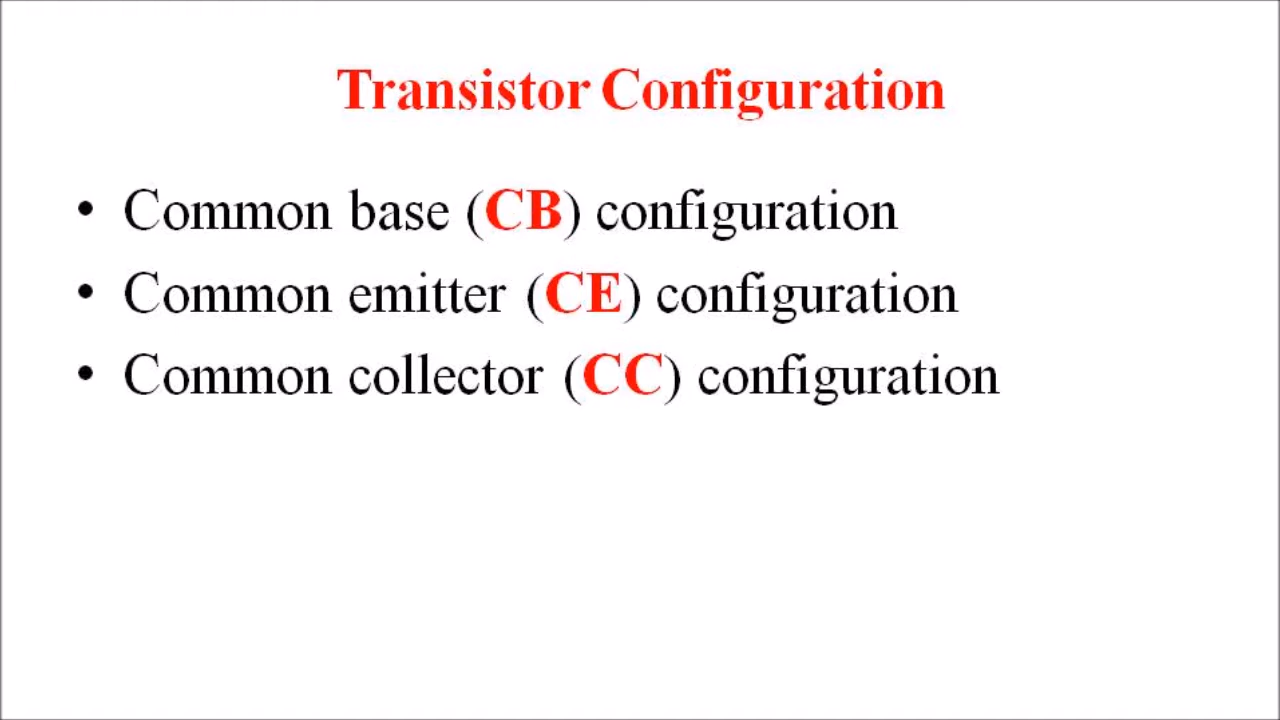 Transistor Configuration
• Common base (CB) configuration
• Common emitter (CE) configuration
• Common collector (CC) configuration